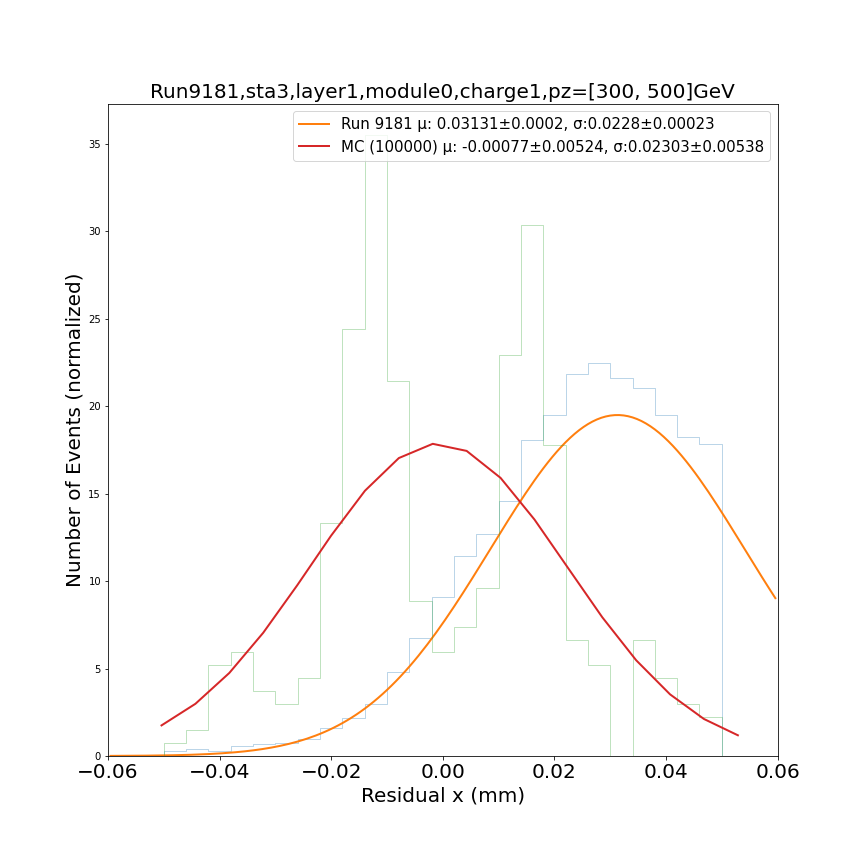 Run9181,sta3,layer1,module0,charge1,pz=[300, 500]GeV
Run 9181 μ: 0.03131±0.0002, σ:0.0228±0.00023
MC (100000) μ: -0.00077±0.00524, σ:0.02303±0.00538
Number of Events (normalized)
35
30
25
20
15
10
5
0
−0.06 −0.04 −0.02 0.00 0.02 0.04 0.06
Residual x (mm)